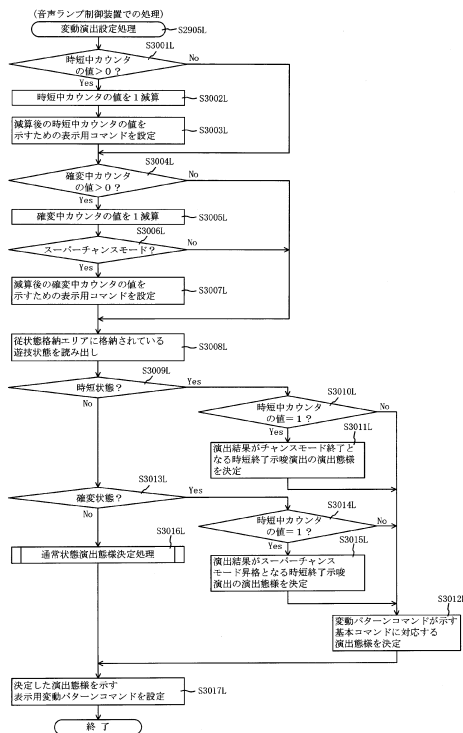 (音声ランプ制御装置での処理)
変動演出設定処理
S2905L
S3001L
時短中カウンタ
の値>0？
No
Yes
時短中カウンタの値を1減算
S3002L
減算後の時短中カウンタの値を
示すための表示用コマンドを設定
S3003L
S3004L
確変中カウンタ
の値>0？
No
Yes
確変中カウンタの値を1減算
S3005L
S3006L
スーパーチャンスモード？
No
Yes
減算後の確変中カウンタの値を
示すための表示用コマンドを設定
S3007L
従状態格納エリアに格納されている
遊技状態を読み出し
S3008L
S3009L
時短状態？
Yes
No
S3010L
時短中カウンタ
の値=1？
No
Yes
S3011L
演出結果がチャンスモード終了と
なる時短終了示唆演出の演出態様
を決定
S3013L
確変状態？
Yes
No
S3014L
時短中カウンタ
の値=1？
No
Yes
S3015L
演出結果がスーパーチャンス
モード昇格となる時短終了示唆
演出の演出態様を決定
S3016L
通常状態演出態様決定処理
S3012L
変動パターンコマンドが示す
基本コマンドに対応する
演出態様を決定
決定した演出態様を示す
表示用変動パターンコマンドを設定
S3017L
終了